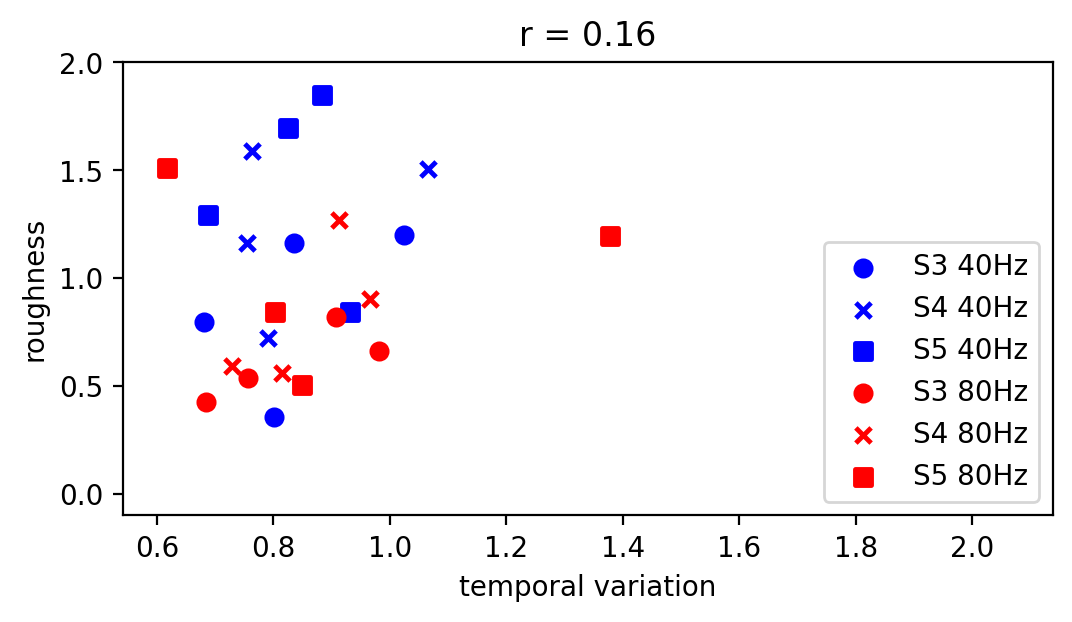 r = 0.16
2.0
1.5
1.0
0.5
0.0
roughness
0.6 0.8 1.0 1.2 1.4 1.6 1.8 2.0
temporal variation
S3 40Hz
S4 40Hz
S5 40Hz
S3 80Hz
S4 80Hz
S5 80Hz